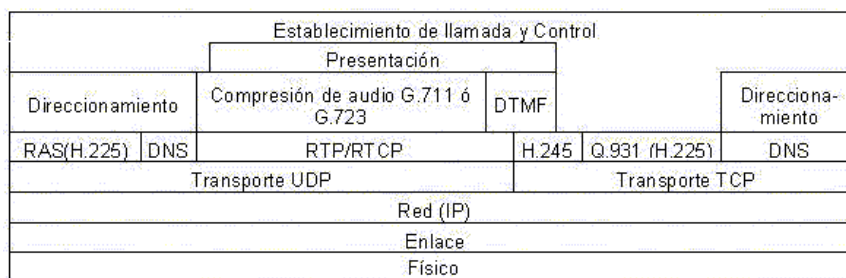 Establecimiento de llamada y Control
Presentación
Direccionamiento
Compresión de audio G.711 ó
G.723
DTMF
Direcciona-
miento
RAS(H.225) DNS RTP/RTCP H.245 Q.931 (H.225) DNS
Transporte UDP Transporte TCP
Red (IP)
Enlace
Físico